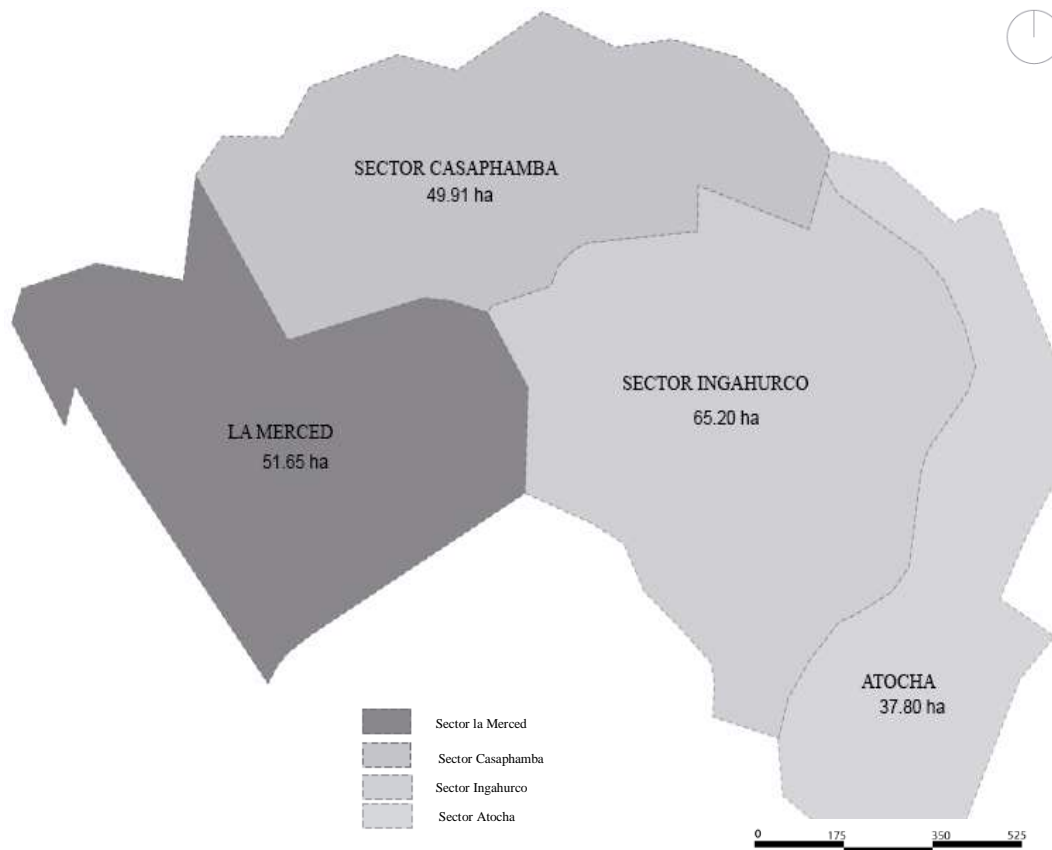 SECTOR CASAPHAMBA
49.91 ha
SECTOR INGAHURCO
65.20 ha
LA MERCED
51.65 ha
ATOCHA
37.80 ha
Sector la Merced
Sector Casaphamba
Sector Ingahurco
Sector Atocha
0 175 350 525